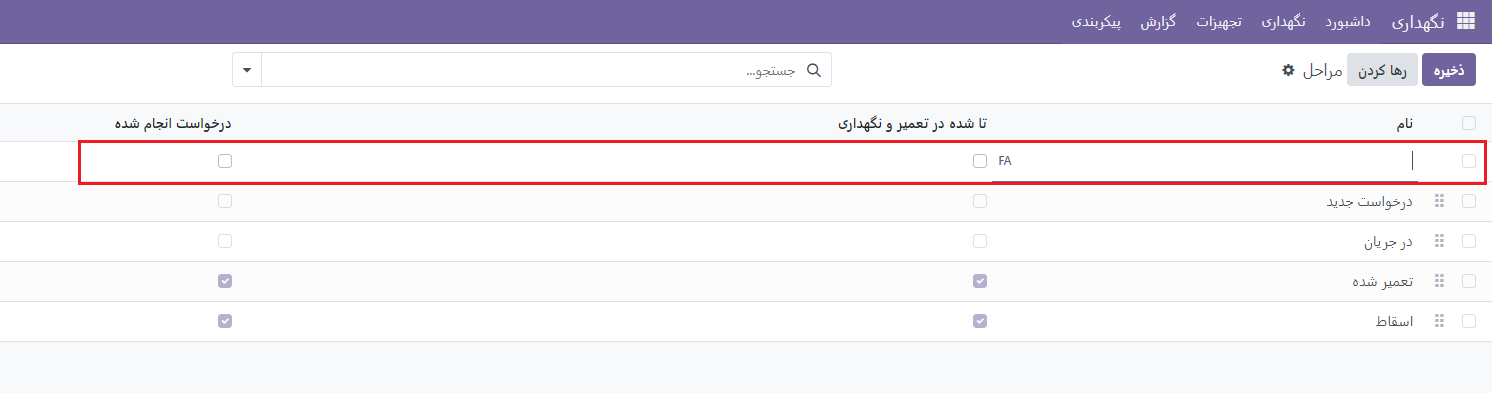 نگهداری داشبورد نگهداری تجهیزات گزارش پیکربندی
ذخیره رها کردن مراحل جستجو...
نام تا شده در تعمیر و نگهداری درخواست انجام شده
FA
درخواست جدید
در جریان
تعمیر شده
اسقاط